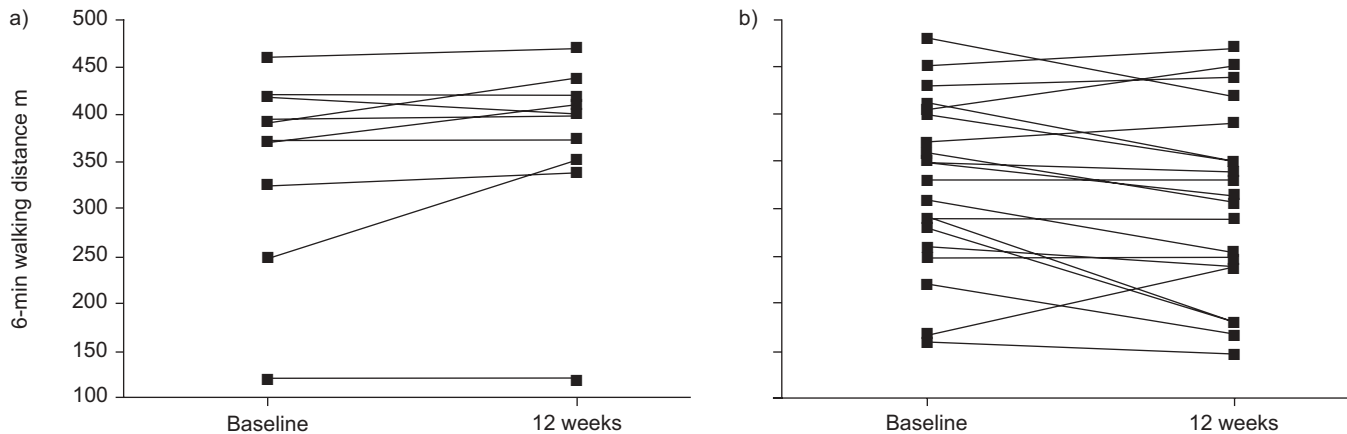 a)
6-min walking distance m
500
450
400
350
300
250
200
150
100
Baseline
12 weeks
b)
Baseline
12 weeks